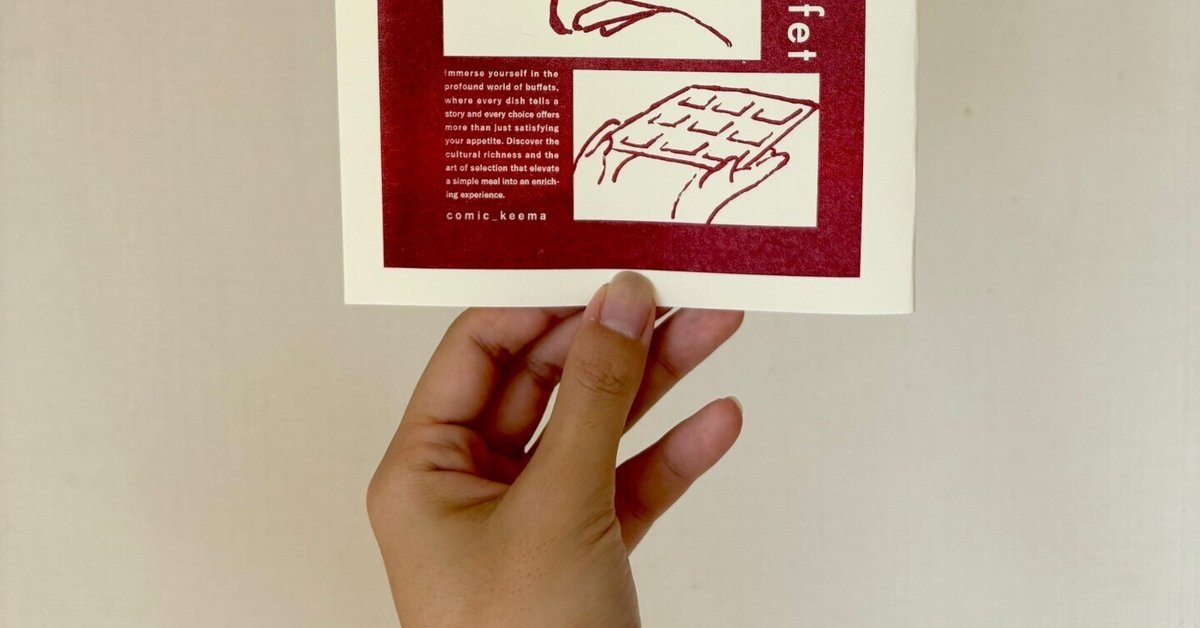 ffet
Immerse yourself in the
profound world of buffets,
where every dish tells a
story and every choice offers
more than just satisfying
your appetite. Discover the
cultural richness and the
art of selection that elevate
a simple meal into an enrich-
ing experience.
comic_keema